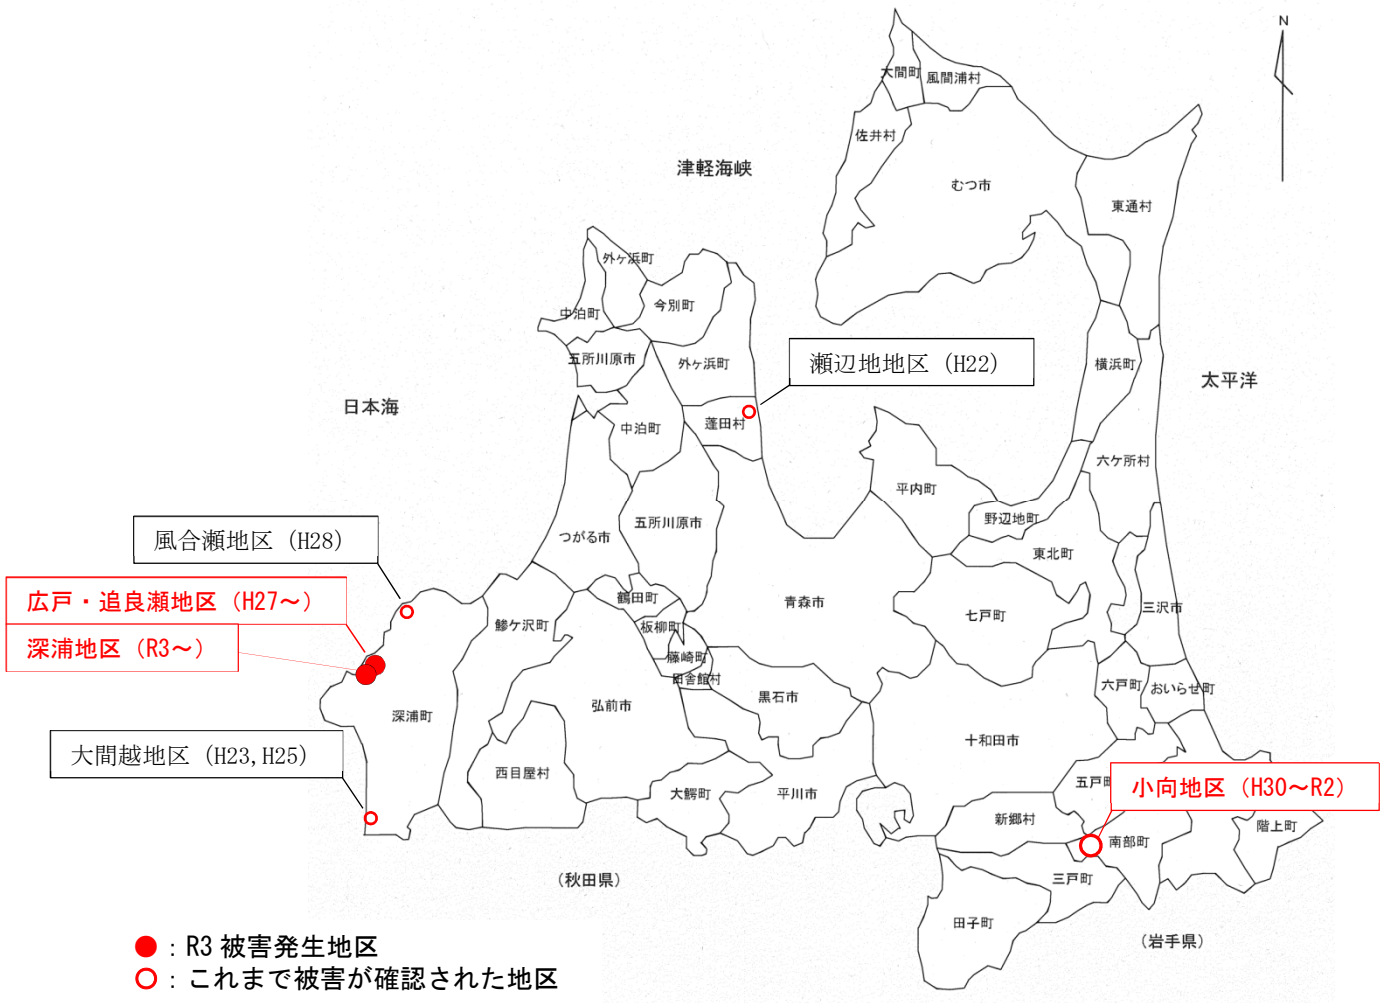 N
大間町
風間浦村
佐井村
津軽海峡
むつ市
東通村
外ヶ浜町
今別町
中泊町
五所川原市
外ヶ浜町
瀬辺地地区 (H22)
横浜町
太平洋
日本海
中泊町
蓬田村
六ケ所村
平内町
野辺地町
五所川原市
つがる市
東北町
風合瀬地区 (H28)
広戸・追良瀬地区 (H27～)
深浦地区 (R3～)
鶴田町
青森市
七戸町
三沢市
鰺ケ沢町
板柳町
藤崎町
田舎館村
六戸町
おいらせ町
黒石市
弘前市
深浦町
十和田市
大間越地区 (H23,H25)
西目屋村
大鰐町
平川市
五戸町
小向地区 (H30～R2)
新郷村
南部町
階上町
三戸町
(秋田県)
田子町
(岩手県)
：R3 被害発生地区
：これまで被害が確認された地区